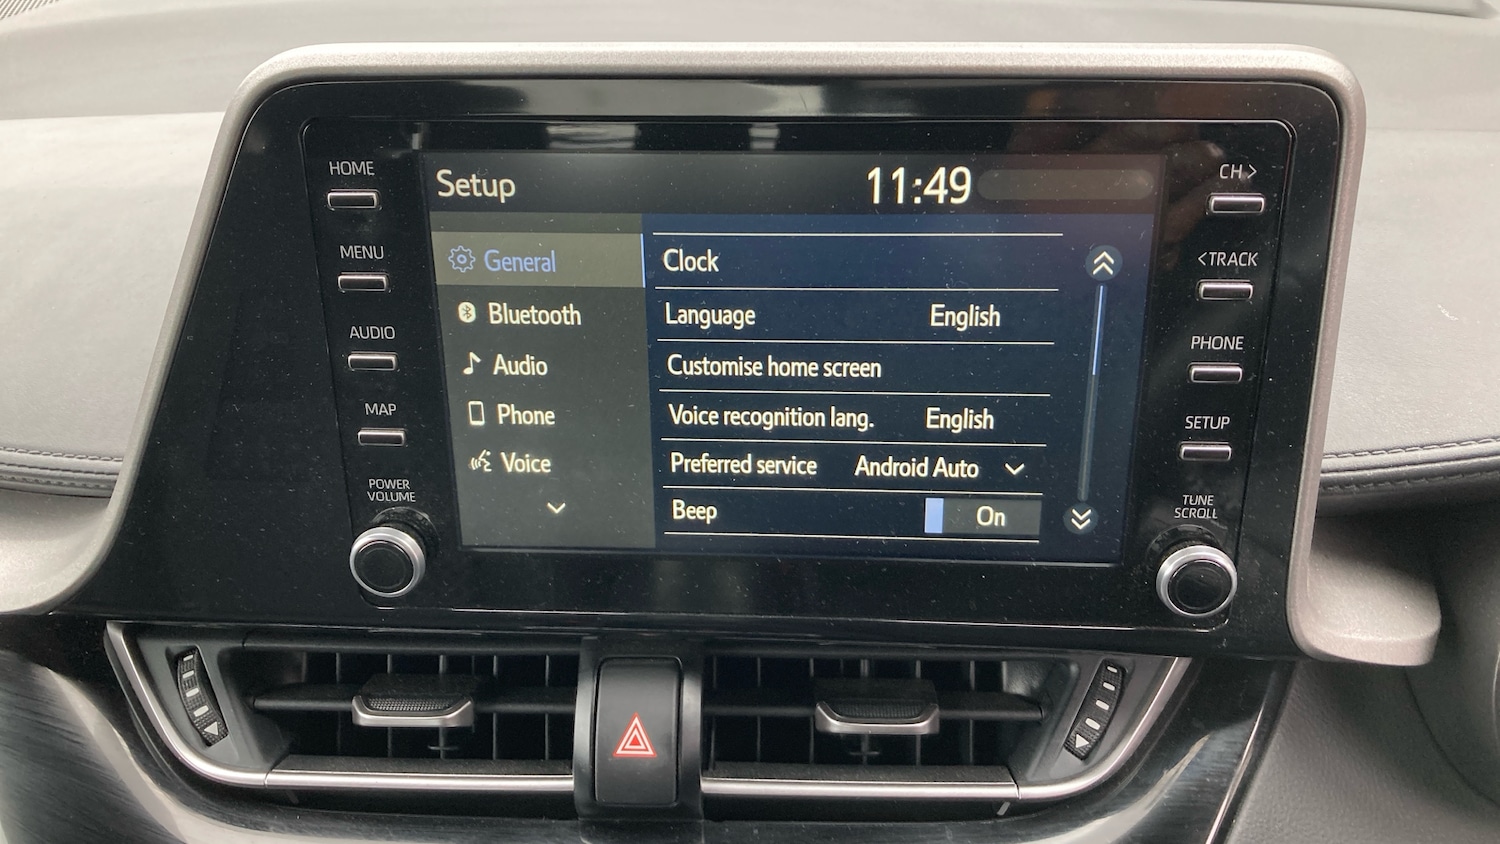 HOME
MENU
AUDIO
MAP
POWER
VOLUME
Setup
11:49
General
Bluetooth
Audio
Phone
Voice
Clock
Language English
Customise home screen
Voice recognition lang. English
Preferred service Android Auto
Beep On
CH >
< TRACK
PHONE
SETUP
TUNE
SCROLL